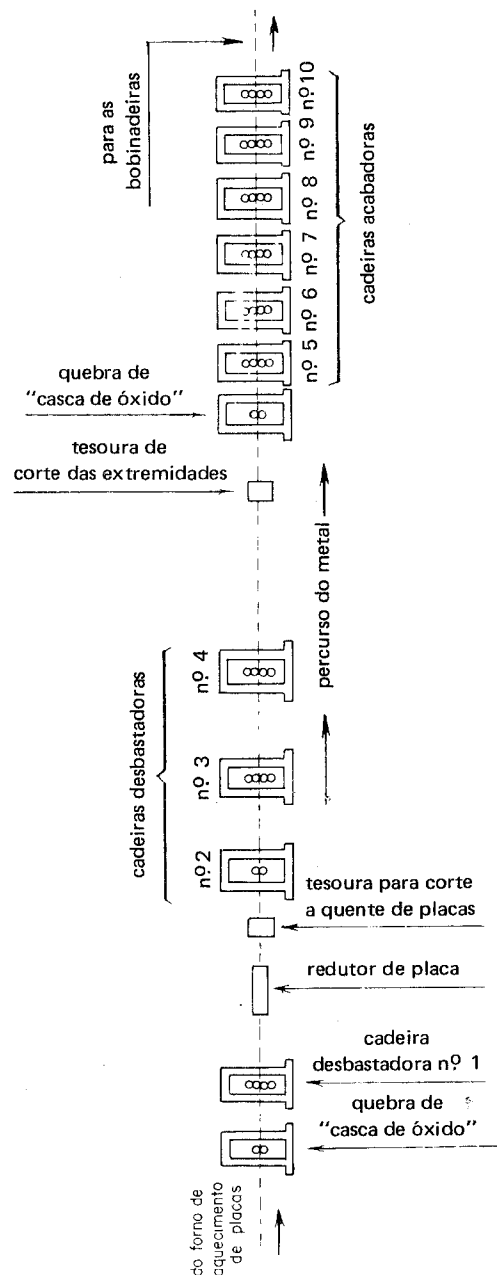 para as
bobinadeiras
nº 10
nº 9
nº 8
nº 7
nº 6
nº 5
cadeiras acabadoras
quebra de
"casca de óxido"
tesoura de
corte das extremidades
percurso do metal
cadeiras desbastadoras
nº 4
nº 3
nº 2
tesoura para corte
a quente de placas
redutor de placa
cadeira
desbastadora nº 1
quebra de
"casca de óxido"
do forno de
aquecimento
de placas